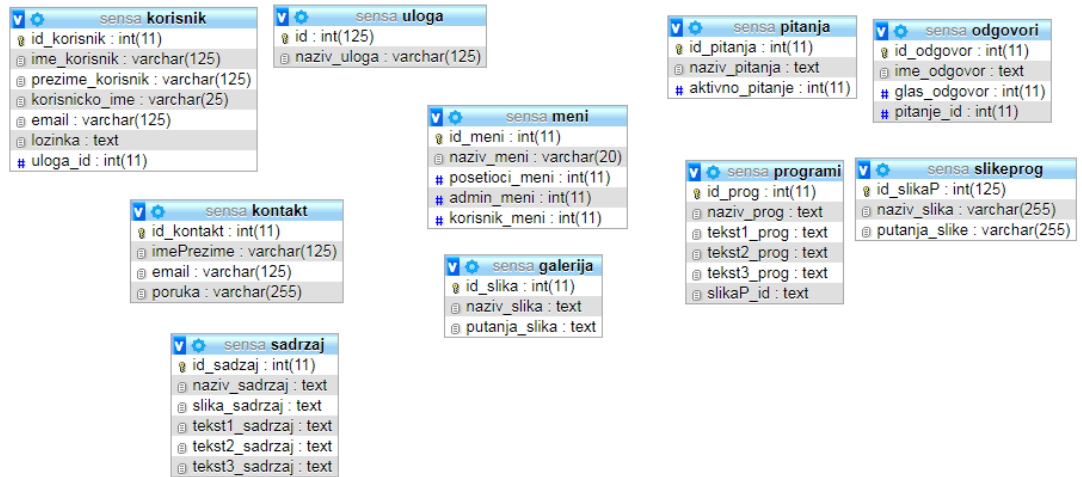 sensa korisnik
id_korisnik : int(11)
ime_korisnik : varchar(125)
prezime_korisnik : varchar(125)
korisnicko_ime : varchar(25)
email : varchar(125)
lozinka : text
uloga_id : int(11)
sensa uloga
id : int(125)
naziv_uloga : varchar(125)
sensa pitanja
id_pitanja : int(11)
naziv_pitanja : text
aktivno_pitanje : int(11)
sensa odgovori
id_odgovor : int(11)
ime_odgovor : text
glas_odgovor : int(11)
pitanje_id : int(11)
sensa meni
id_meni : int(11)
naziv_meni : varchar(20)
posetioci_meni : int(11)
admin_meni : int(11)
korisnik_meni : int(11)
sensa programi
id_prog : int(11)
naziv_prog : text
tekst1_prog : text
tekst2_prog : text
tekst3_prog : text
slikaP_id : text
sensa slikeprog
id_slikaP : int(125)
naziv_slika : varchar(255)
putanja_slike : varchar(255)
sensa kontakt
id_kontakt : int(11)
imePrezime : varchar(125)
email : varchar(125)
poruka : varchar(255)
sensa galerija
id_slika : int(11)
naziv_slika : text
putanja_slika : text
sensa sadrzaj
id_sadzaj : int(11)
naziv_sadrzaj : text
slika_sadrzaj : text
tekst1_sadrzaj : text
tekst2_sadrzaj : text
tekst3_sadrzaj : text